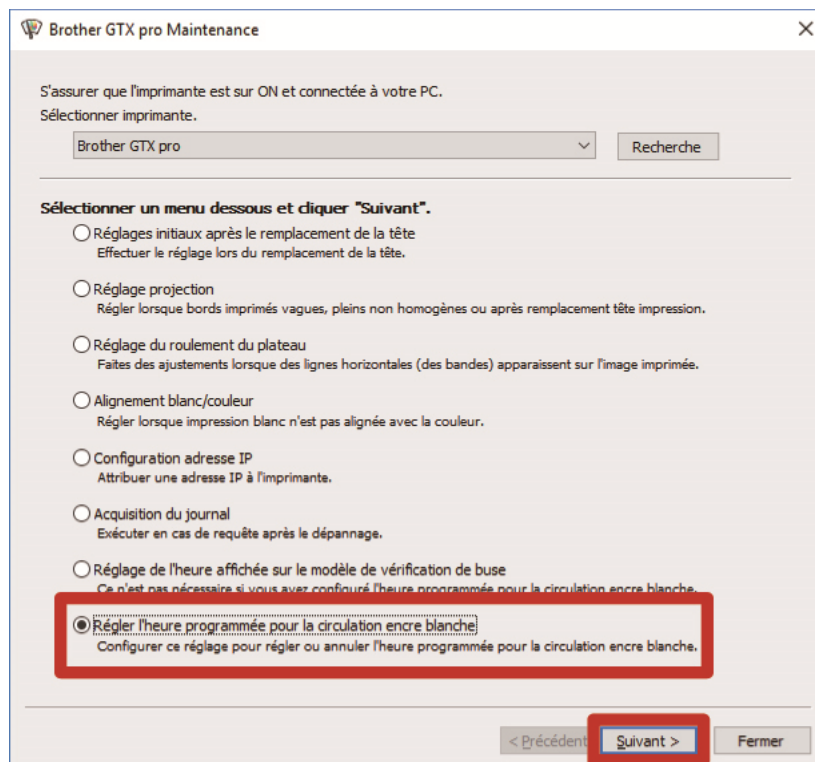 Brother GTX pro Maintenance
S'assurer que l'imprimante est sur ON et connectée à votre PC.
Sélectionner imprimante.
Brother GTX pro
Recherche
Sélectionner un menu dessous et cliquer "Suivant".
Réglages initiaux après le remplacement de la tête
Effectuer le réglage lors du remplacement de la tête.
Réglage projection
Régler lorsque bords imprimés vagues, pleins non homogènes ou après remplacement tête impression.
Réglage du roulement du plateau
Faites des ajustements lorsque des lignes horizontales (des bandes) apparaissent sur l'image imprimée.
Alignement blanc/couleur
Régler lorsque impression blanc n'est pas alignée avec la couleur.
Configuration adresse IP
Attribuer une adresse IP à l'imprimante.
Acquisition du journal
Exécuter en cas de requête après le dépannage.
Réglage de l'heure affichée sur le modèle de vérification de buse
Ce n'est pas nécessaire si vous avez configuré l'heure programmée pour la circulation encre blanche.
Régler l'heure programmée pour la circulation encre blanche
Configurer ce réglage pour régler ou annuler l'heure programmée pour la circulation encre blanche.
< Précédent
Suivant >
Fermer